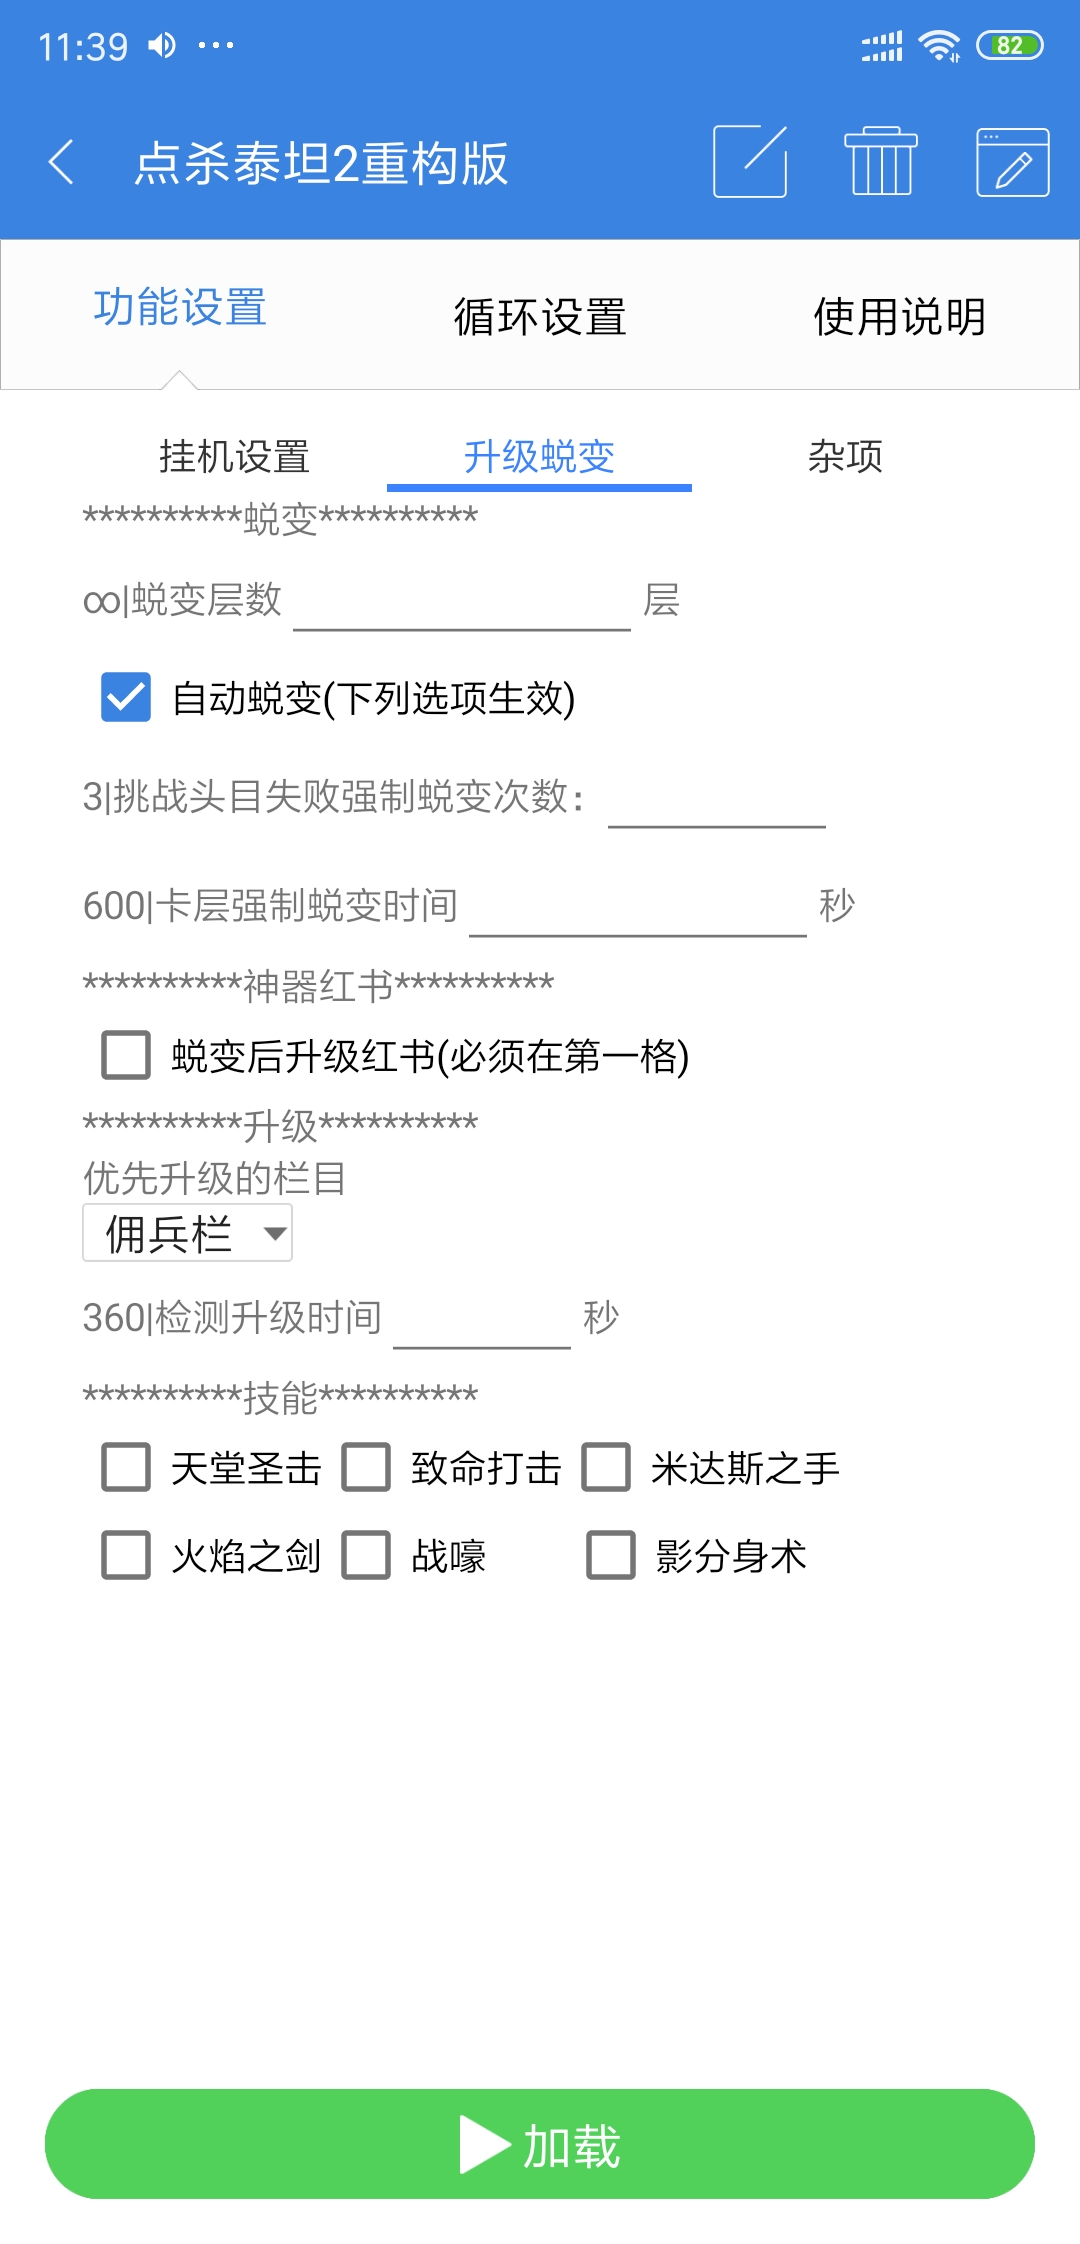 11:39 82
点杀泰坦2重构版
功能设置 循环设置 使用说明
挂机设置 升级蜕变 杂项
**********蜕变**********
∞|蜕变层数 层
自动蜕变(下列选项生效)
3|挑战头目失败强制蜕变次数：
600|卡层强制蜕变时间 秒
**********神器红书**********
蜕变后升级红书(必须在第一格)
**********升级**********
优先升级的栏目
佣兵栏
360|检测升级时间 秒
**********技能**********
天堂圣击 致命打击 米达斯之手
火焰之剑 战嚎 影分身术
加载